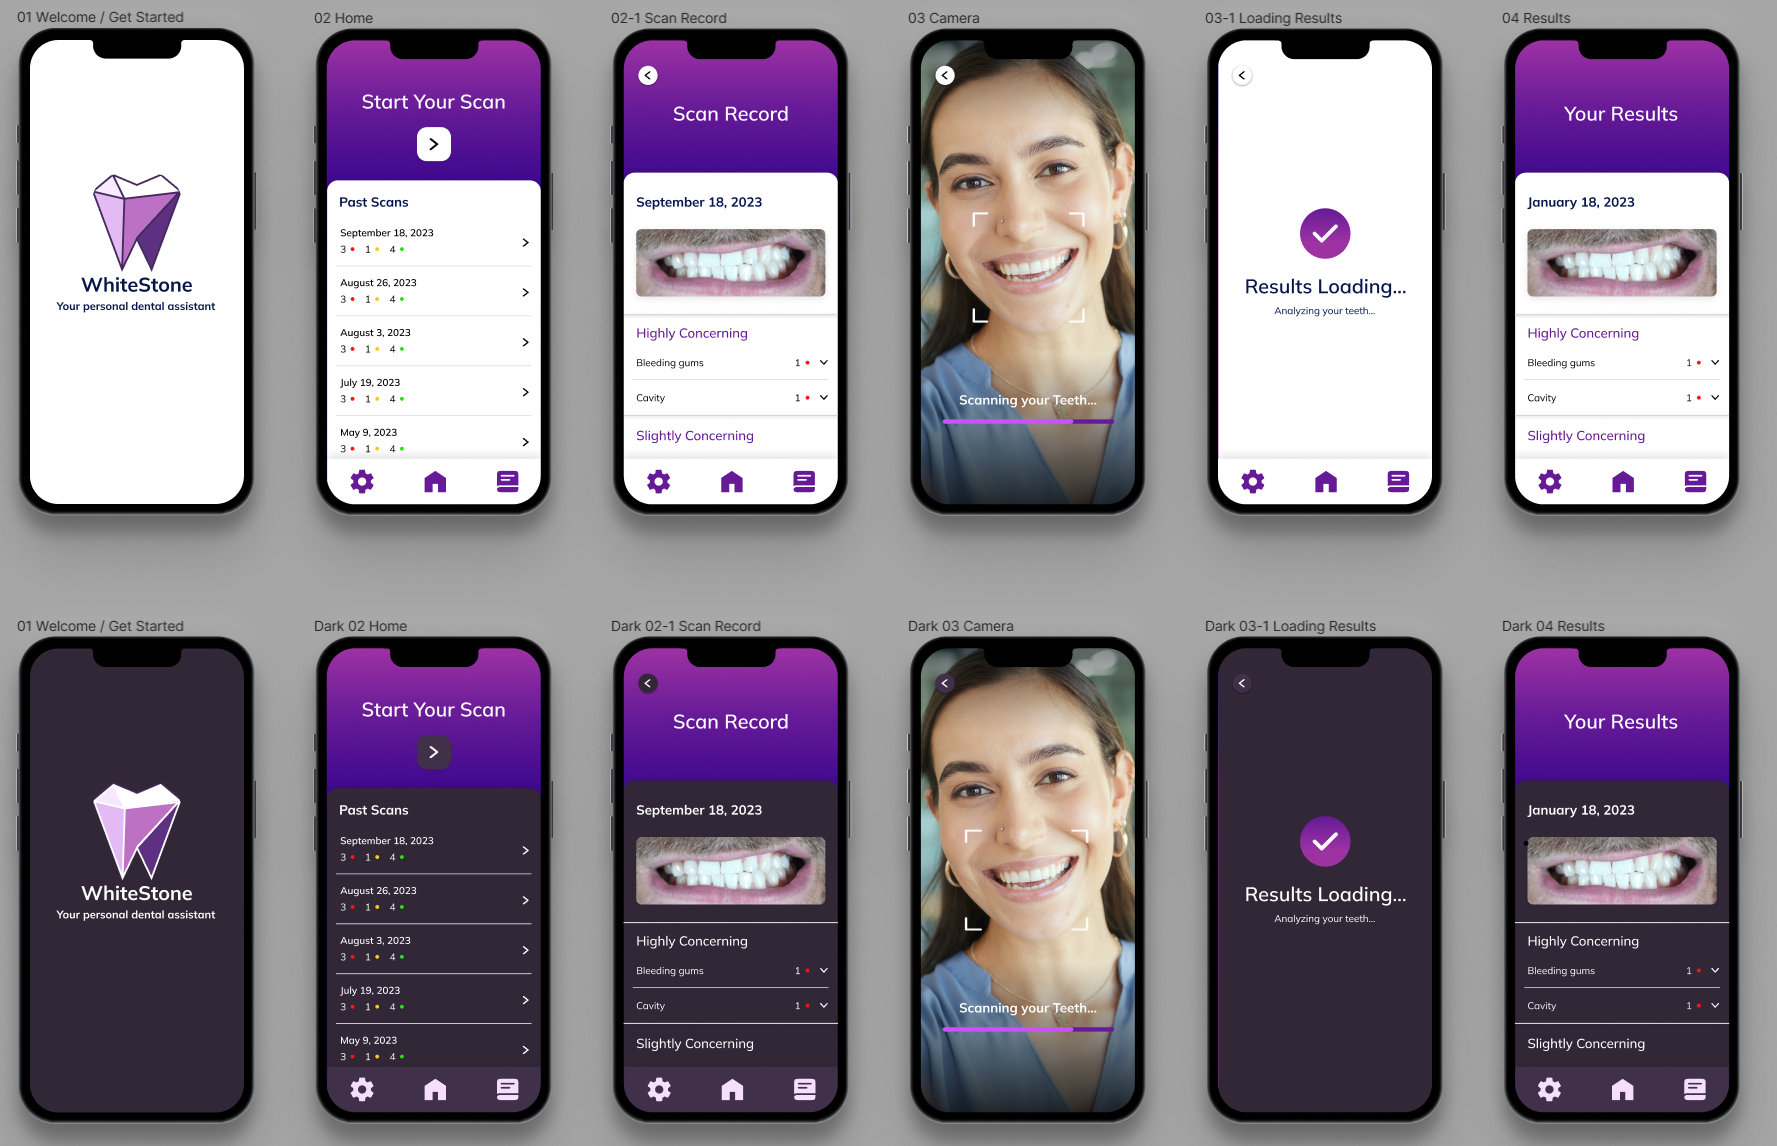 01 Welcome / Get Started
WhiteStone
Your personal dental assistant
02 Home
Start Your Scan
Past Scans
September 18, 2023
3 1 4
August 26, 2023
3 1 4
August 3, 2023
3 1 4
July 19, 2023
3 1 4
May 9, 2023
3 1 4
02-1 Scan Record
Scan Record
September 18, 2023
Highly Concerning
Bleeding gums 1
Cavity 1
Slightly Concerning
03 Camera
Scanning your Teeth...
03-1 Loading Results
Results Loading...
Analyzing your teeth...
04 Results
Your Results
January 18, 2023
Highly Concerning
Bleeding gums 1
Cavity 1
Slightly Concerning
01 Welcome / Get Started
WhiteStone
Your personal dental assistant
Dark 02 Home
Start Your Scan
Past Scans
September 18, 2023
3 1 4
August 26, 2023
3 1 4
August 3, 2023
3 1 4
July 19, 2023
3 1 4
May 9, 2023
3 1 4
Dark 02-1 Scan Record
Scan Record
September 18, 2023
Highly Concerning
Bleeding gums 1
Cavity 1
Slightly Concerning
Dark 03 Camera
Scanning your Teeth...
Dark 03-1 Loading Results
Results Loading...
Analyzing your teeth...
Dark 04 Results
Your Results
January 18, 2023
Highly Concerning
Bleeding gums 1
Cavity 1
Slightly Concerning